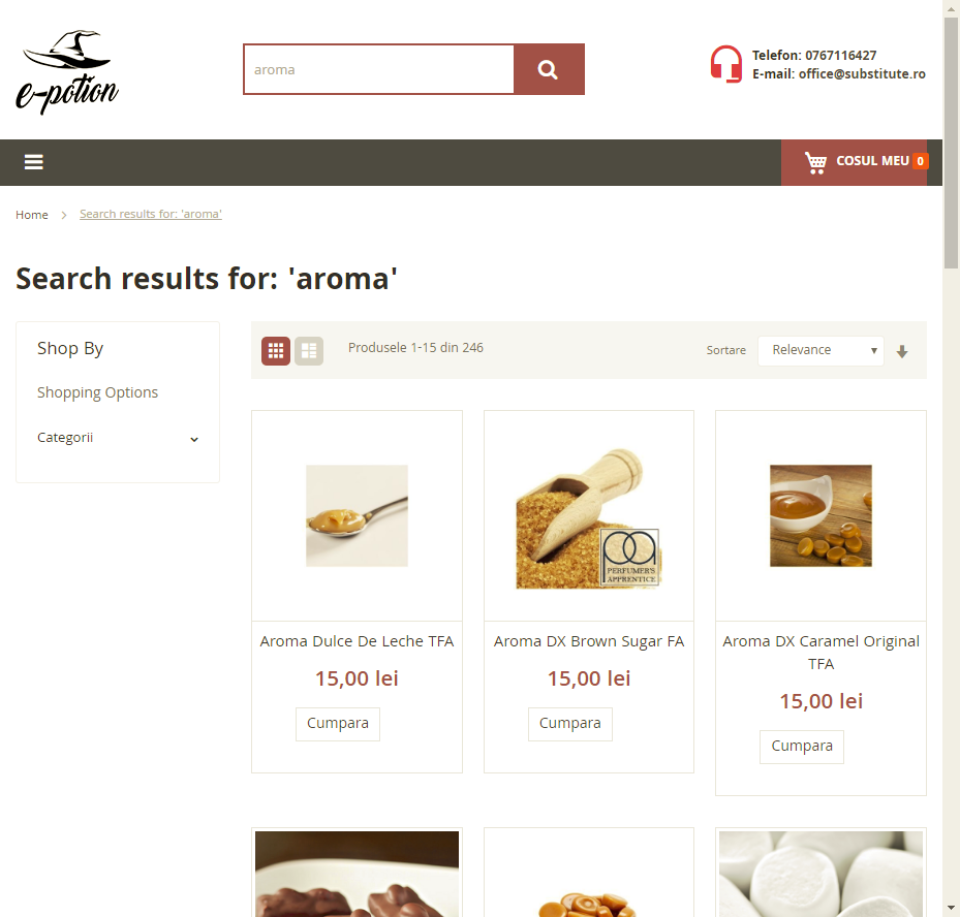 e-potion
aroma
Telefon: 0767116427
E-mail: office@substitute.ro
COSUL MEU 0
Home
Search results for: 'aroma'
Search results for: 'aroma'
Shop By
Shopping Options
Categorii
Produsele 1-15 din 246
Sortare
Relevance
PERFUMER'S
APPRENTICE
Aroma Dulce De Leche TFA
15,00 lei
Cumpara
Aroma DX Brown Sugar FA
15,00 lei
Cumpara
Aroma DX Caramel Original
TFA
15,00 lei
Cumpara